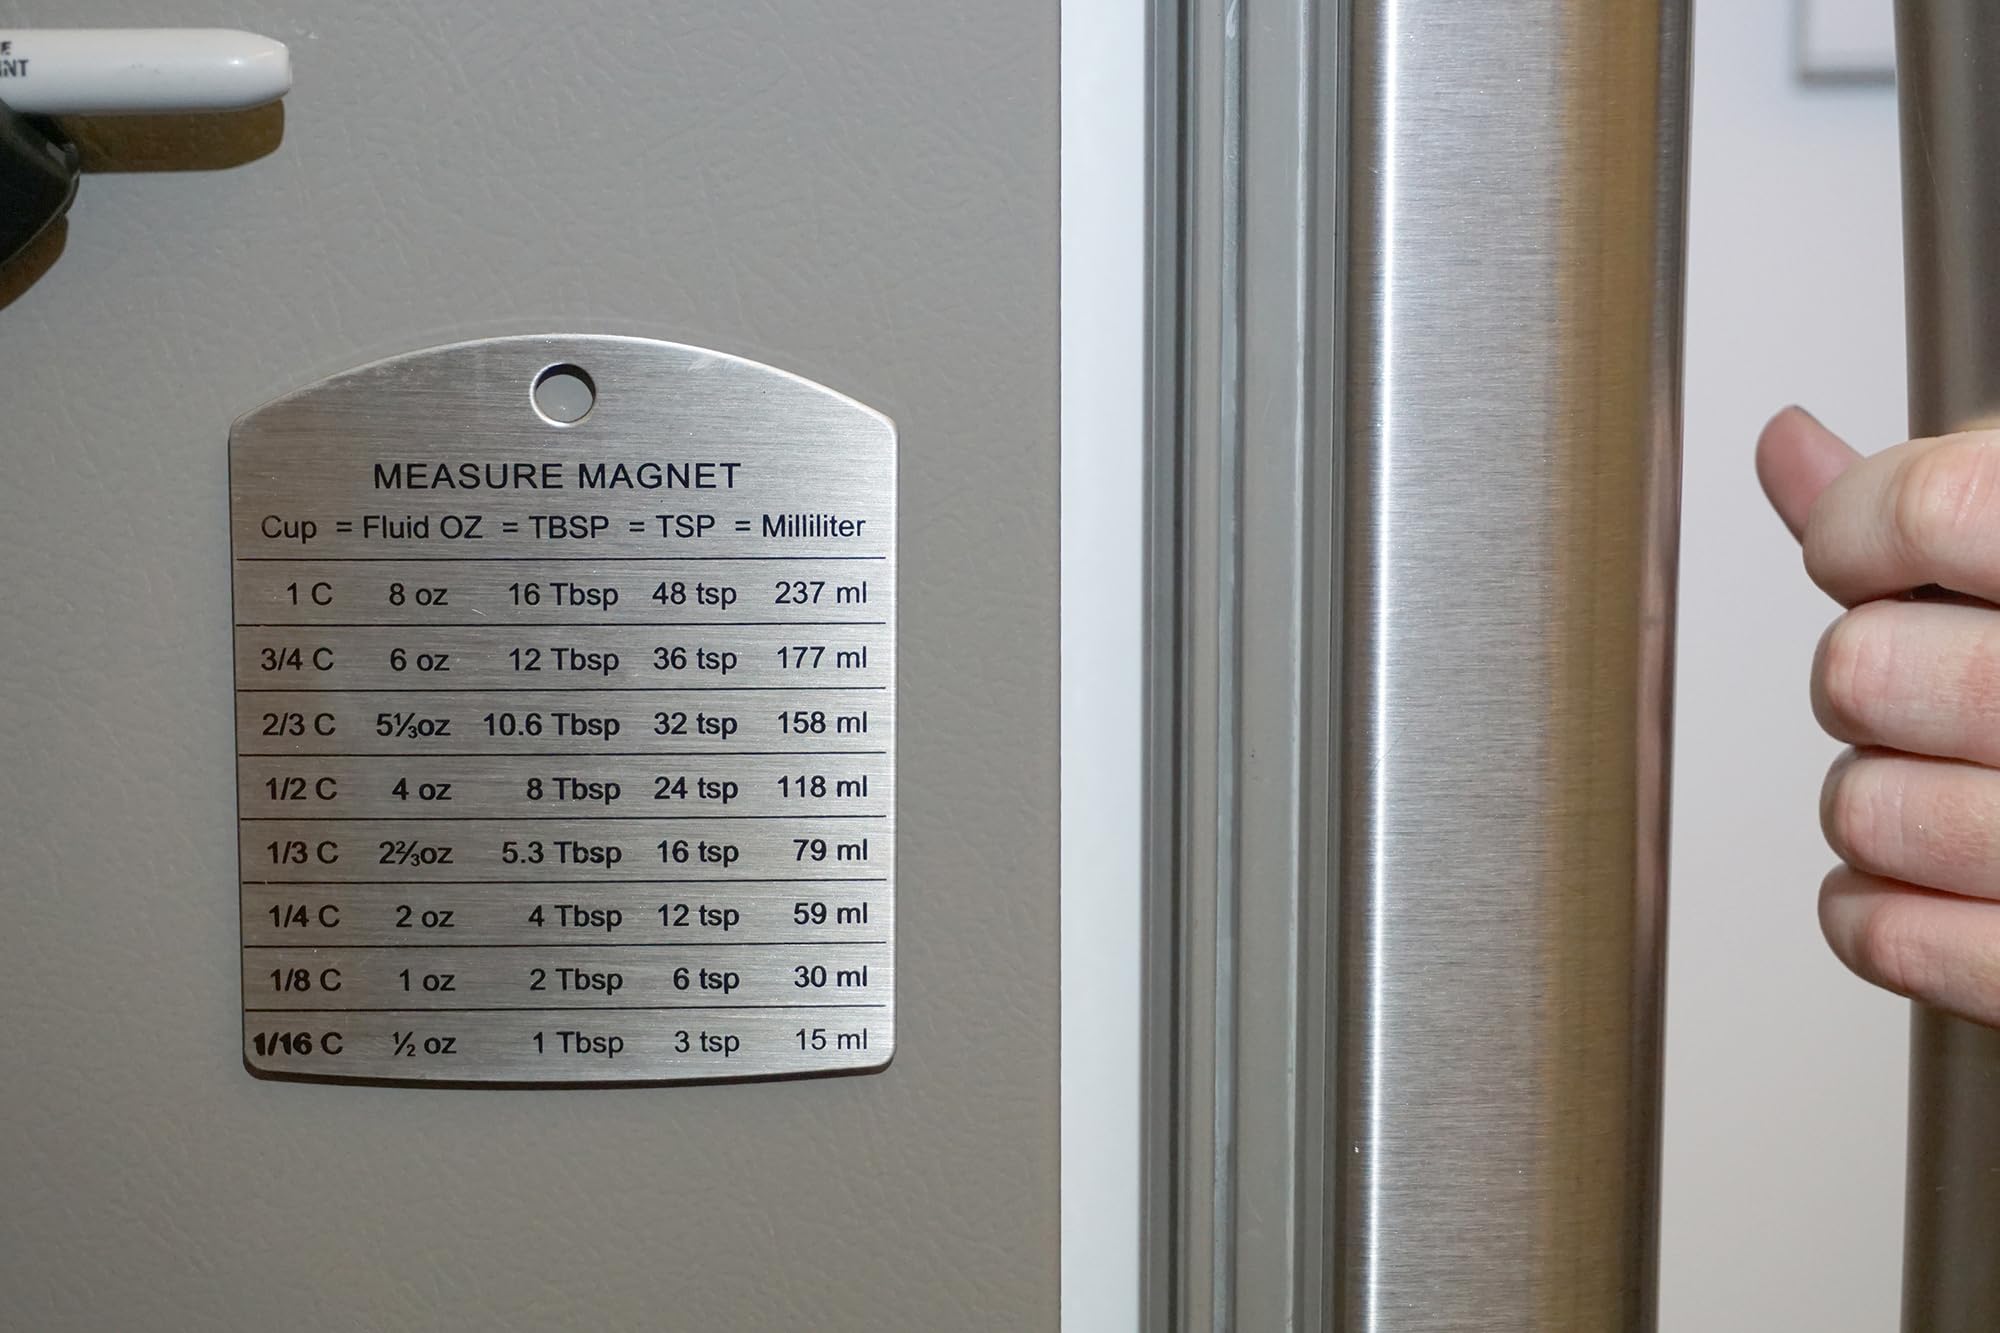 INT
MEASURE MAGNET
Cup = Fluid OZ = TBSP = TSP = Milliliter
1 C 8 oz 16 Tbsp 48 tsp 237 ml
3/4 C 6 oz 12 Tbsp 36 tsp 177 ml
2/3 C 5⅓oz 10.6 Tbsp 32 tsp 158 ml
1/2 C 4 oz 8 Tbsp 24 tsp 118 ml
1/3 C 2⅔oz 5.3 Tbsp 16 tsp 79 ml
1/4 C 2 oz 4 Tbsp 12 tsp 59 ml
1/8 C 1 oz 2 Tbsp 6 tsp 30 ml
1/16 C ½ oz 1 Tbsp 3 tsp 15 ml